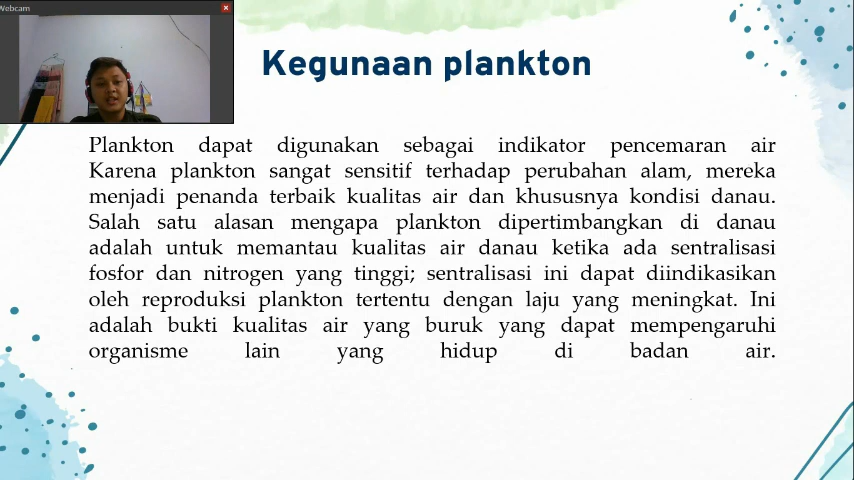 Webcam
Kegunaan plankton
Plankton dapat digunakan sebagai indikator pencemaran air
Karena plankton sangat sensitif terhadap perubahan alam, mereka
menjadi penanda terbaik kualitas air dan khususnya kondisi danau.
Salah satu alasan mengapa plankton dipertimbangkan di danau
adalah untuk memantau kualitas air danau ketika ada sentralisasi
fosfor dan nitrogen yang tinggi; sentralisasi ini dapat diindikasikan
oleh reproduksi plankton tertentu dengan laju yang meningkat. Ini
adalah bukti kualitas air yang buruk yang dapat mempengaruhi
organisme lain yang hidup di badan air.